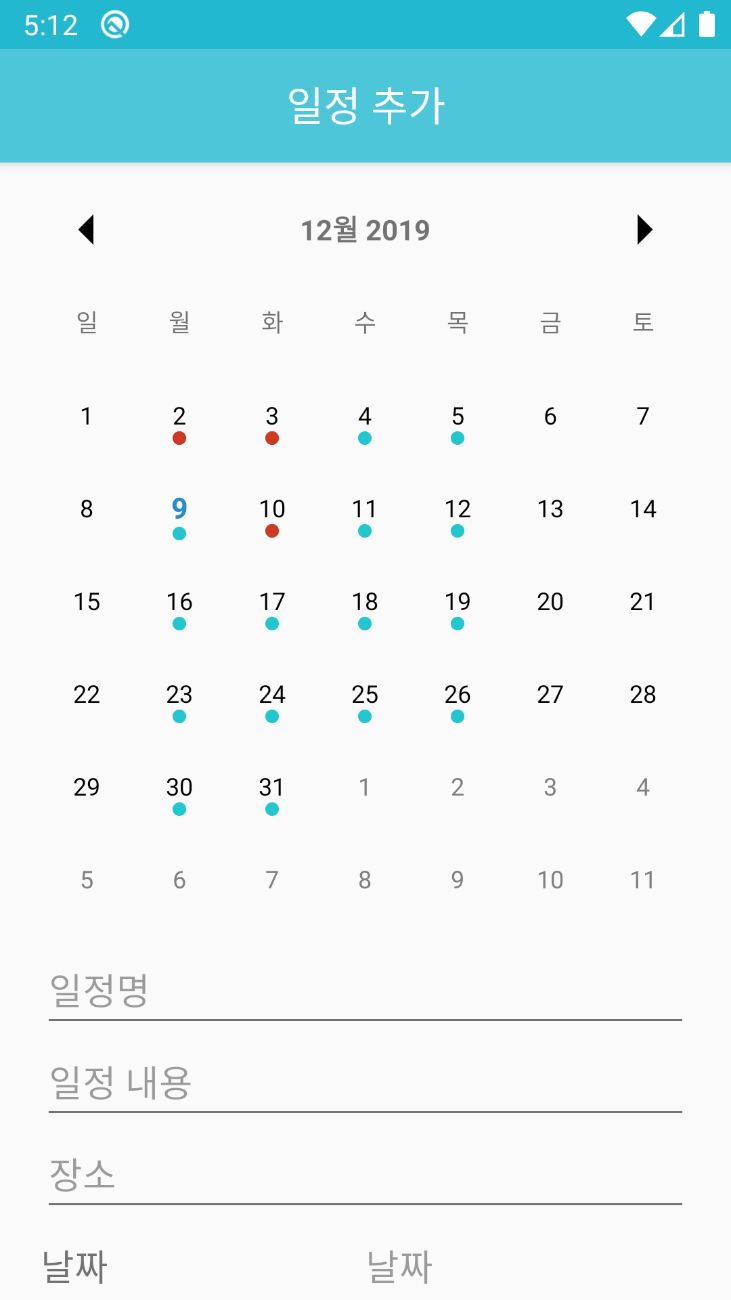 5:12
일정 추가
12월 2019
일 월 화 수 목 금 토
1 2 3 4 5 6 7
8 9 10 11 12 13 14
15 16 17 18 19 20 21
22 23 24 25 26 27 28
29 30 31 1 2 3 4
5 6 7 8 9 10 11
일정명
일정 내용
장소
날짜 날짜